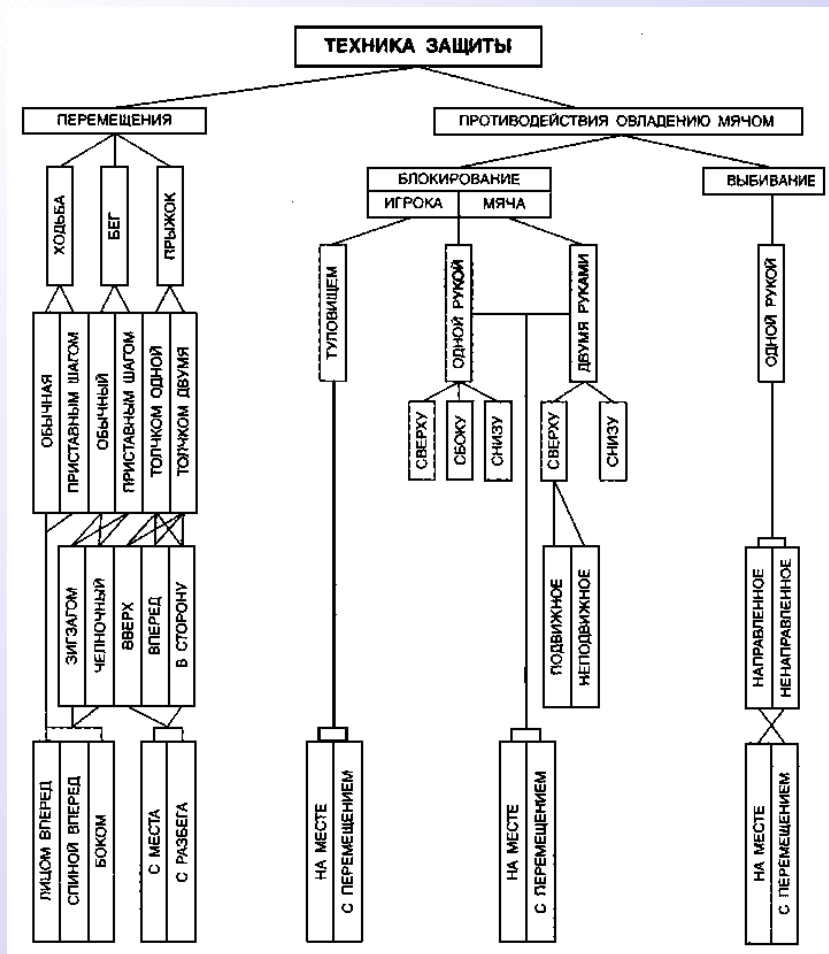 ТЕХНИКА ЗАЩИТЫ
ПЕРЕМЕЩЕНИЯ
ПРОТИВОДЕЙСТВИЯ ОВЛАДЕНИЮ МЯЧОМ
ХОДЬБА
БЕГ
ПРЫЖОК
БЛОКИРОВАНИЕ
ИГРОКА
МЯЧА
ВЫБИВАНИЕ
ТУЛОВИЩЕМ
ОДНОЙ РУКОЙ
ДВУМЯ РУКАМИ
ОДНОЙ РУКОЙ
ОБЫЧНАЯ
ПРИСТАВНЫМ ШАГОМ
ОБЫЧНЫЙ
ПРИСТАВНЫМ ШАГОМ
ТОЛЧКОМ ОДНОЙ
ТОЛЧКОМ ДВУМЯ
СВЕРХУ
СБОКУ
СНИЗУ
СВЕРХУ
СНИЗУ
ЗИГЗАГОМ
ЧЕЛНОЧНЫЙ
ВВЕРХ
ВПЕРЕД
В СТОРОНУ
ПОДВИЖНОЕ
НЕПОДВИЖНОЕ
НАПРАВЛЕННОЕ
НЕНАПРАВЛЕННОЕ
ЛИЦОМ ВПЕРЕД
СПИНОЙ ВПЕРЕД
БОКОМ
С МЕСТА
С РАЗБЕГА
НА МЕСТЕ
С ПЕРЕМЕЩЕНИЕМ
НА МЕСТЕ
С ПЕРЕМЕЩЕНИЕМ
НА МЕСТЕ
С ПЕРЕМЕЩЕНИЕМ